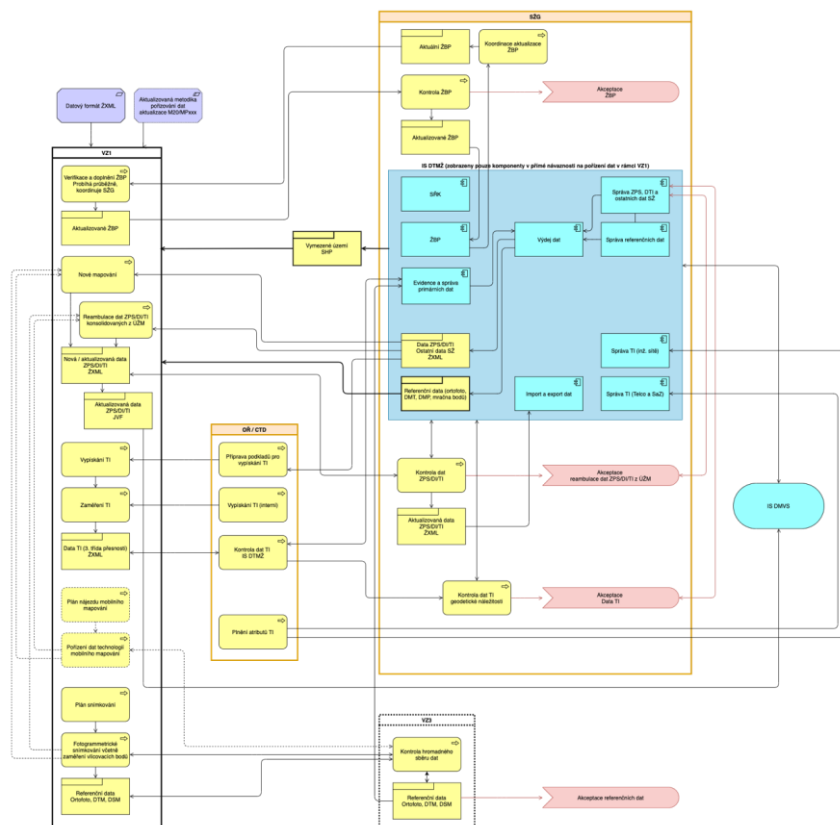 SŽG
Aktuální ŽBP
Koordinace aktualizace
ŽBP
Datový formát ŽXML
Aktualizovaná metodika
pořizování dat
aktualizace M20/MPxxx
Kontrola ŽBP
Akceptace
ŽBP
Aktualizované ŽBP
VZ1
Verifikace a doplnění ŽBP
Probíhá průběžně,
koordinuje SŽG
Aktualizované ŽBP
IS DTMŽ (zobrazeny pouze komponenty v přímé návaznosti na pořízení dat v rámci VZ1)
SŘK
Správa ZPS, DTI a
ostatních dat SŽ
ŽBP
Výdej dat
Správa referenčních dat
Vymezené území
SHP
Nové mapování
Evidence a správa
primárních dat
Reambulace dat ZPS/DI/TI
konsolidovaných z ÚŽM
Nová / aktualizovaná data
ZPS/DI/TI
ŽXML
Data ZPS/DI/TI
Ostatní data SŽ
ŽXML
Správa TI (inž. sítě)
Aktualizovaná data
ZPS/DI/TI
JVF
Referenční data (ortofoto,
DMT, DMP, mračna bodů)
Import a export dat
Správa TI (Telco a SaZ)
OŘ / CTD
Vypískání TI
Příprava podkladů pro
vypískání TI
Kontrola dat
ZPS/DI/TI
Akceptace
reambulace dat ZPS/DI/TI z ÚŽM
Zaměření TI
Vypískání TI (interní)
Aktualizovaná data
ZPS/DI/TI
ŽXML
IS DMVS
Data TI (3. třída přesnosti)
ŽXML
Kontrola dat TI
IS DTMŽ
Plán nájezdu mobilního
mapování
Kontrola dat TI
geodetické náležitosti
Akceptace
Data TI
Pořízení dat technologií
mobilního mapování
Plnění atributů TI
Plán snímkování
VZ3
Fotogrammetrické
snímkování včetně
zaměření vlícovacích bodů
Kontrola hromadného
sběru dat
Referenční data
Ortofoto, DTM, DSM
Referenční data
Ortofoto, DTM, DSM
Akceptace referenčních dat